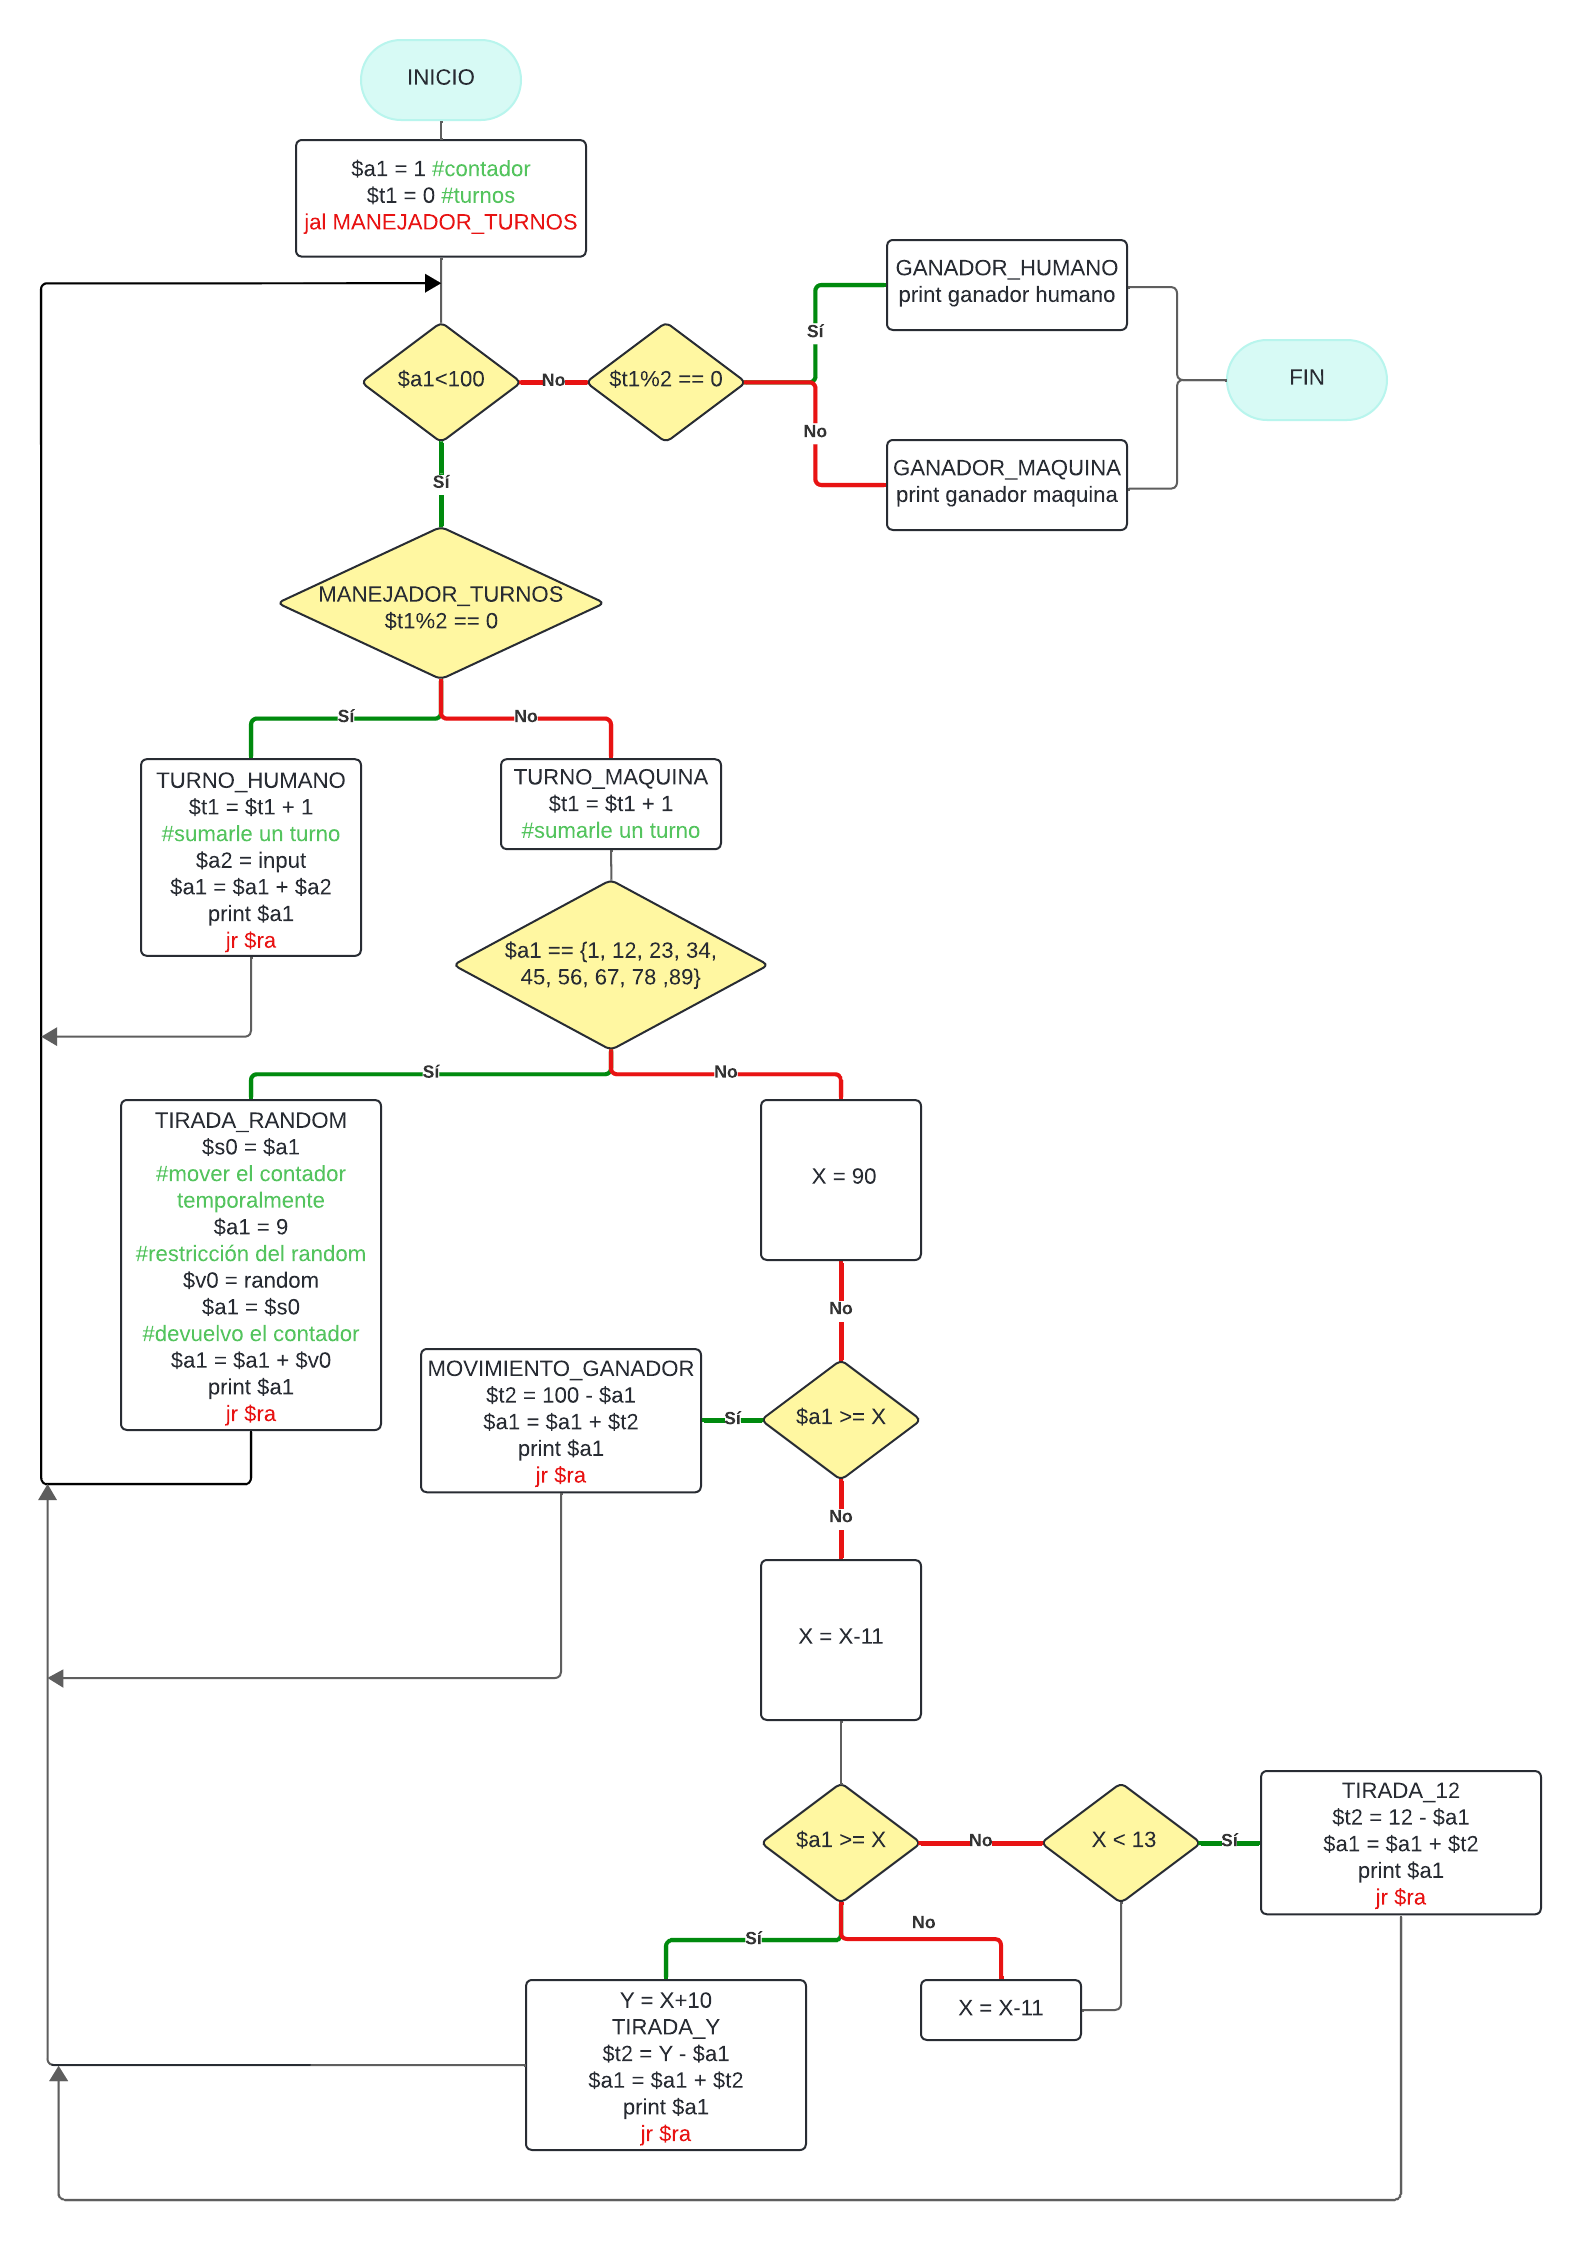 INICIO
$a1 = 1 #contador
$t1 = 0 #turnos
jal MANEJADOR_TURNOS
GANADOR_HUMANO
print ganador humano
Sí
$a1<100
No
$t1%2 == 0
FIN
No
GANADOR_MAQUINA
print ganador maquina
Sí
MANEJADOR_TURNOS
$t1%2 == 0
Sí
No
TURNO_HUMANO
$t1 = $t1 + 1
#sumarle un turno
$a2 = input
$a1 = $a1 + $a2
print $a1
jr $ra
TURNO_MAQUINA
$t1 = $t1 + 1
#sumarle un turno
$a1 == {1, 12, 23, 34,
45, 56, 67, 78 ,89}
Sí
No
TIRADA_RANDOM
$s0 = $a1
#mover el contador
temporalmente
$a1 = 9
#restricción del random
$v0 = random
$a1 = $s0
#devuelvo el contador
$a1 = $a1 + $v0
print $a1
jr $ra
X = 90
No
MOVIMIENTO_GANADOR
$t2 = 100 - $a1
$a1 = $a1 + $t2
print $a1
jr $ra
Sí
$a1 >= X
No
X = X-11
$a1 >= X
No
X < 13
Sí
TIRADA_12
$t2 = 12 - $a1
$a1 = $a1 + $t2
print $a1
jr $ra
Sí
No
Y = X+10
TIRADA_Y
$t2 = Y - $a1
$a1 = $a1 + $t2
print $a1
jr $ra
X = X-11